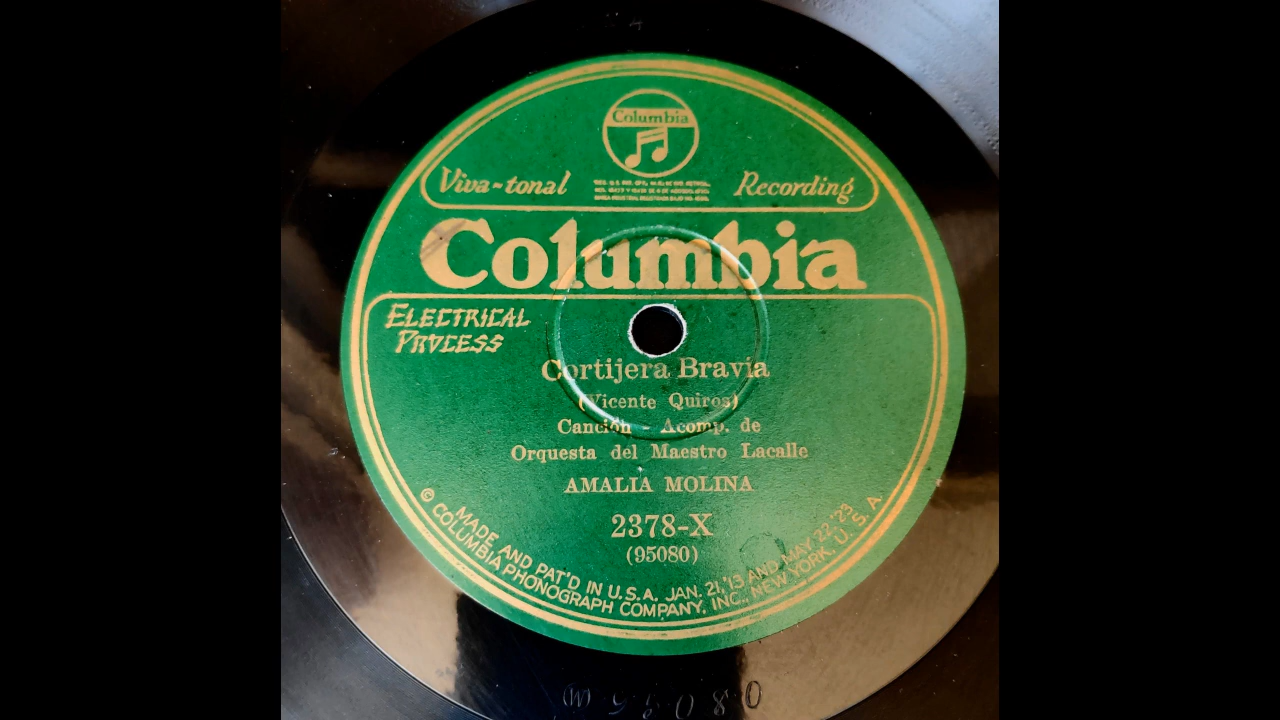 Columbia
Viva-tonal Recording
Columbia
ELECTRICAL
PROCESS
Cortijera Bravia
(Vicente Quiros)
Canción - Acomp. de
Orquesta del Maestro Lacalle
AMALIA MOLINA
2378-X
(95080)
MADE AND PAT'D IN U.S.A. JAN. 21,'13 AND MAY 22,'23
© COLUMBIA PHONOGRAPH COMPANY, INC., NEW YORK, U. S. A